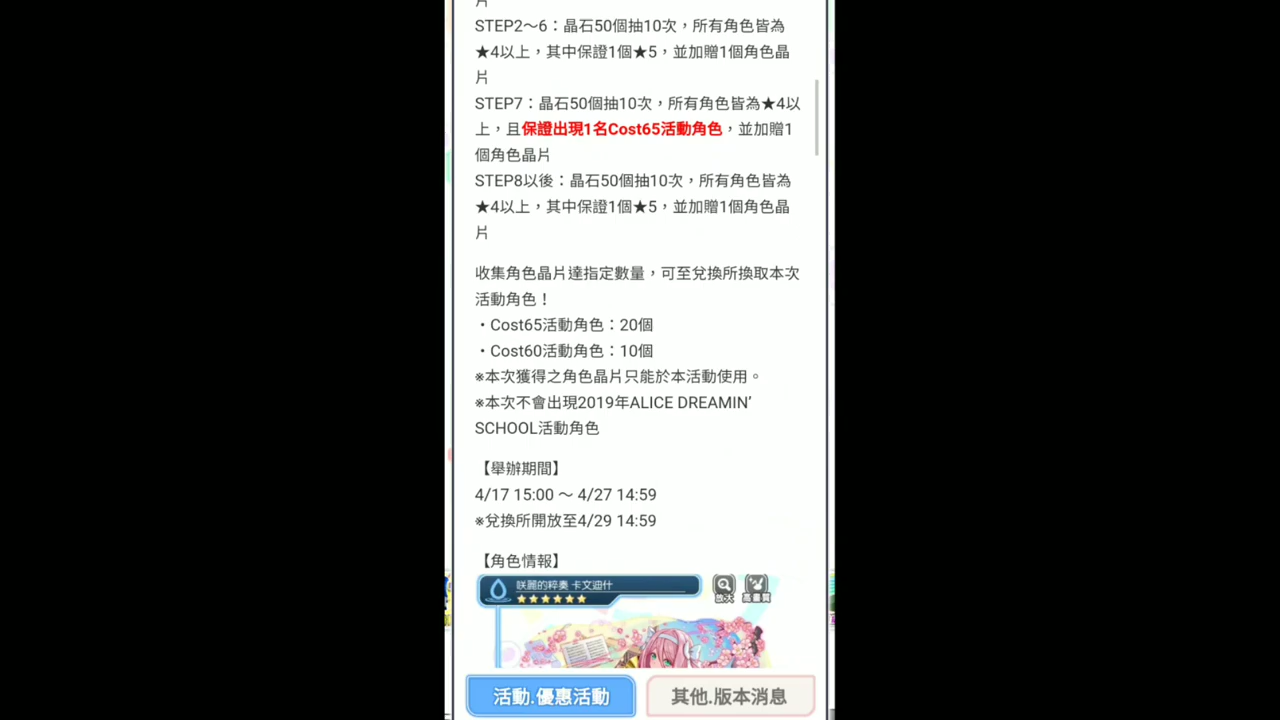 片
STEP2～6：晶石50個抽10次，所有角色皆為
★4以上，其中保證1個★5，並加贈1個角色晶
片
STEP7：晶石50個抽10次，所有角色皆為★4以
上，且保證出現1名Cost65活動角色，並加贈1
個角色晶片
STEP8以後：晶石50個抽10次，所有角色皆為
★4以上，其中保證1個★5，並加贈1個角色晶
片
收集角色晶片達指定數量，可至兌換所換取本次
活動角色！
・Cost65活動角色：20個
・Cost60活動角色：10個
※本次獲得之角色晶片只能於本活動使用。
※本次不會出現2019年ALICE DREAMIN’
SCHOOL活動角色
【舉辦期間】
4/17 15:00 ～ 4/27 14:59
※兌換所開放至4/29 14:59
【角色情報】
咲麗的粹奏 卡文迪什
★★★★★★
放大
高畫質
活動.優惠活動
其他.版本消息